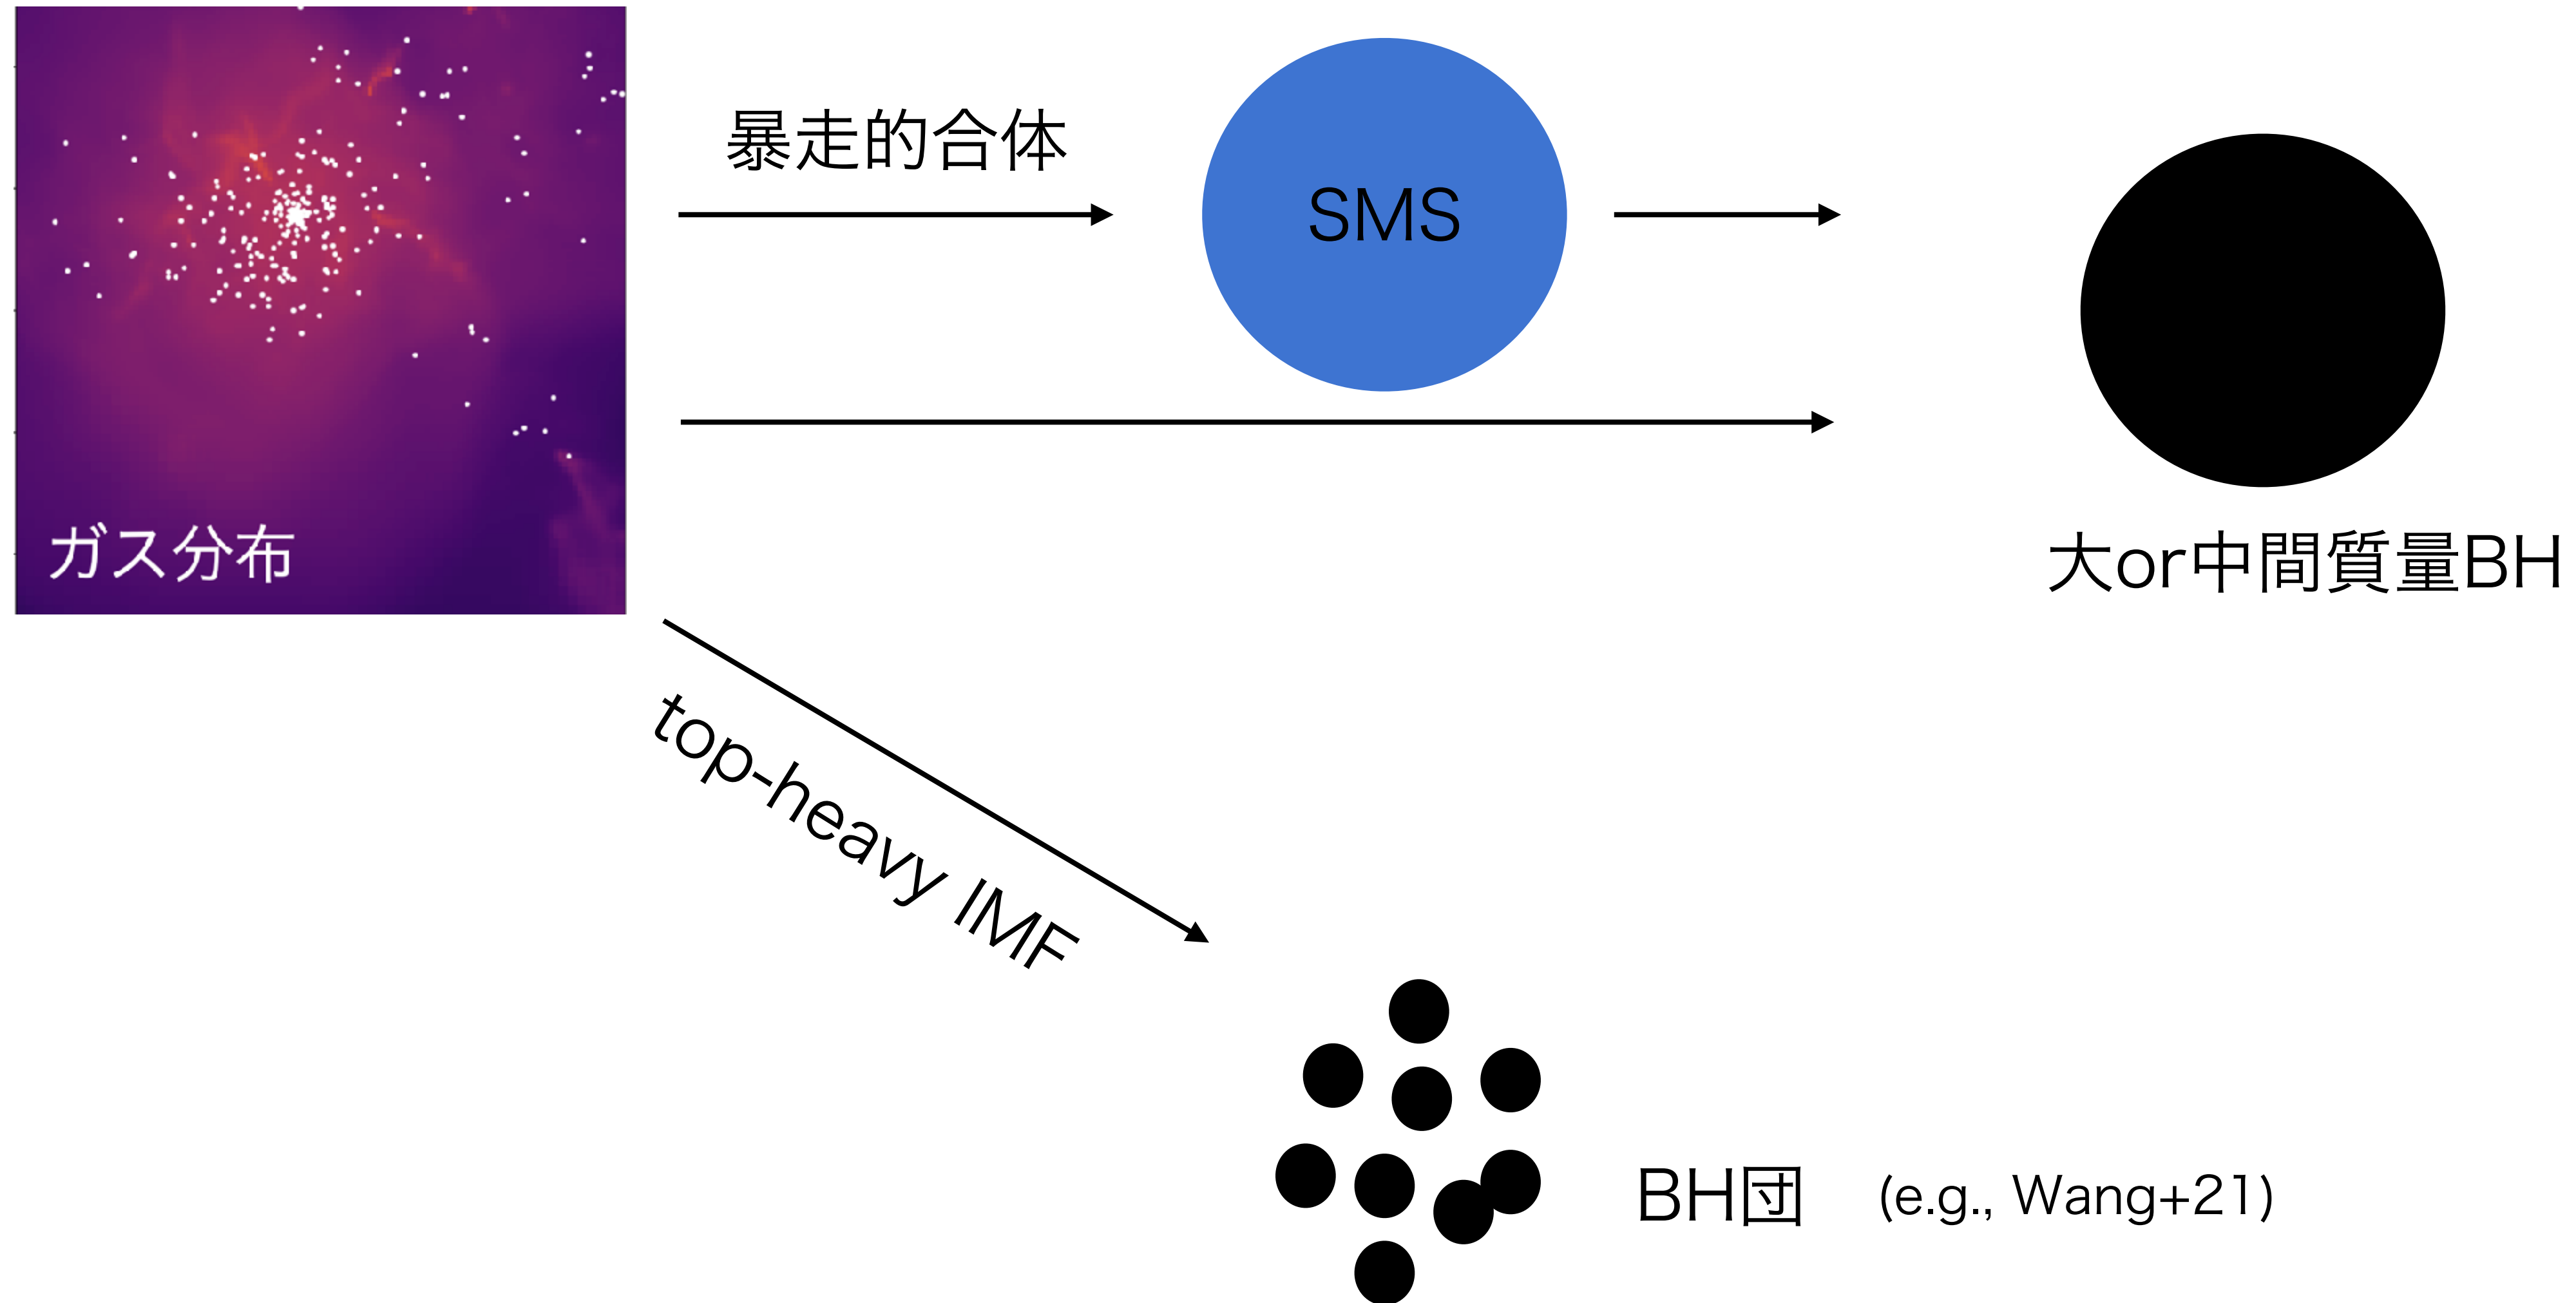 暴走的合体
SMS
ガス分布
大or中間質量BH
top-heavy IMF
BH団 (e.g., Wang+21)